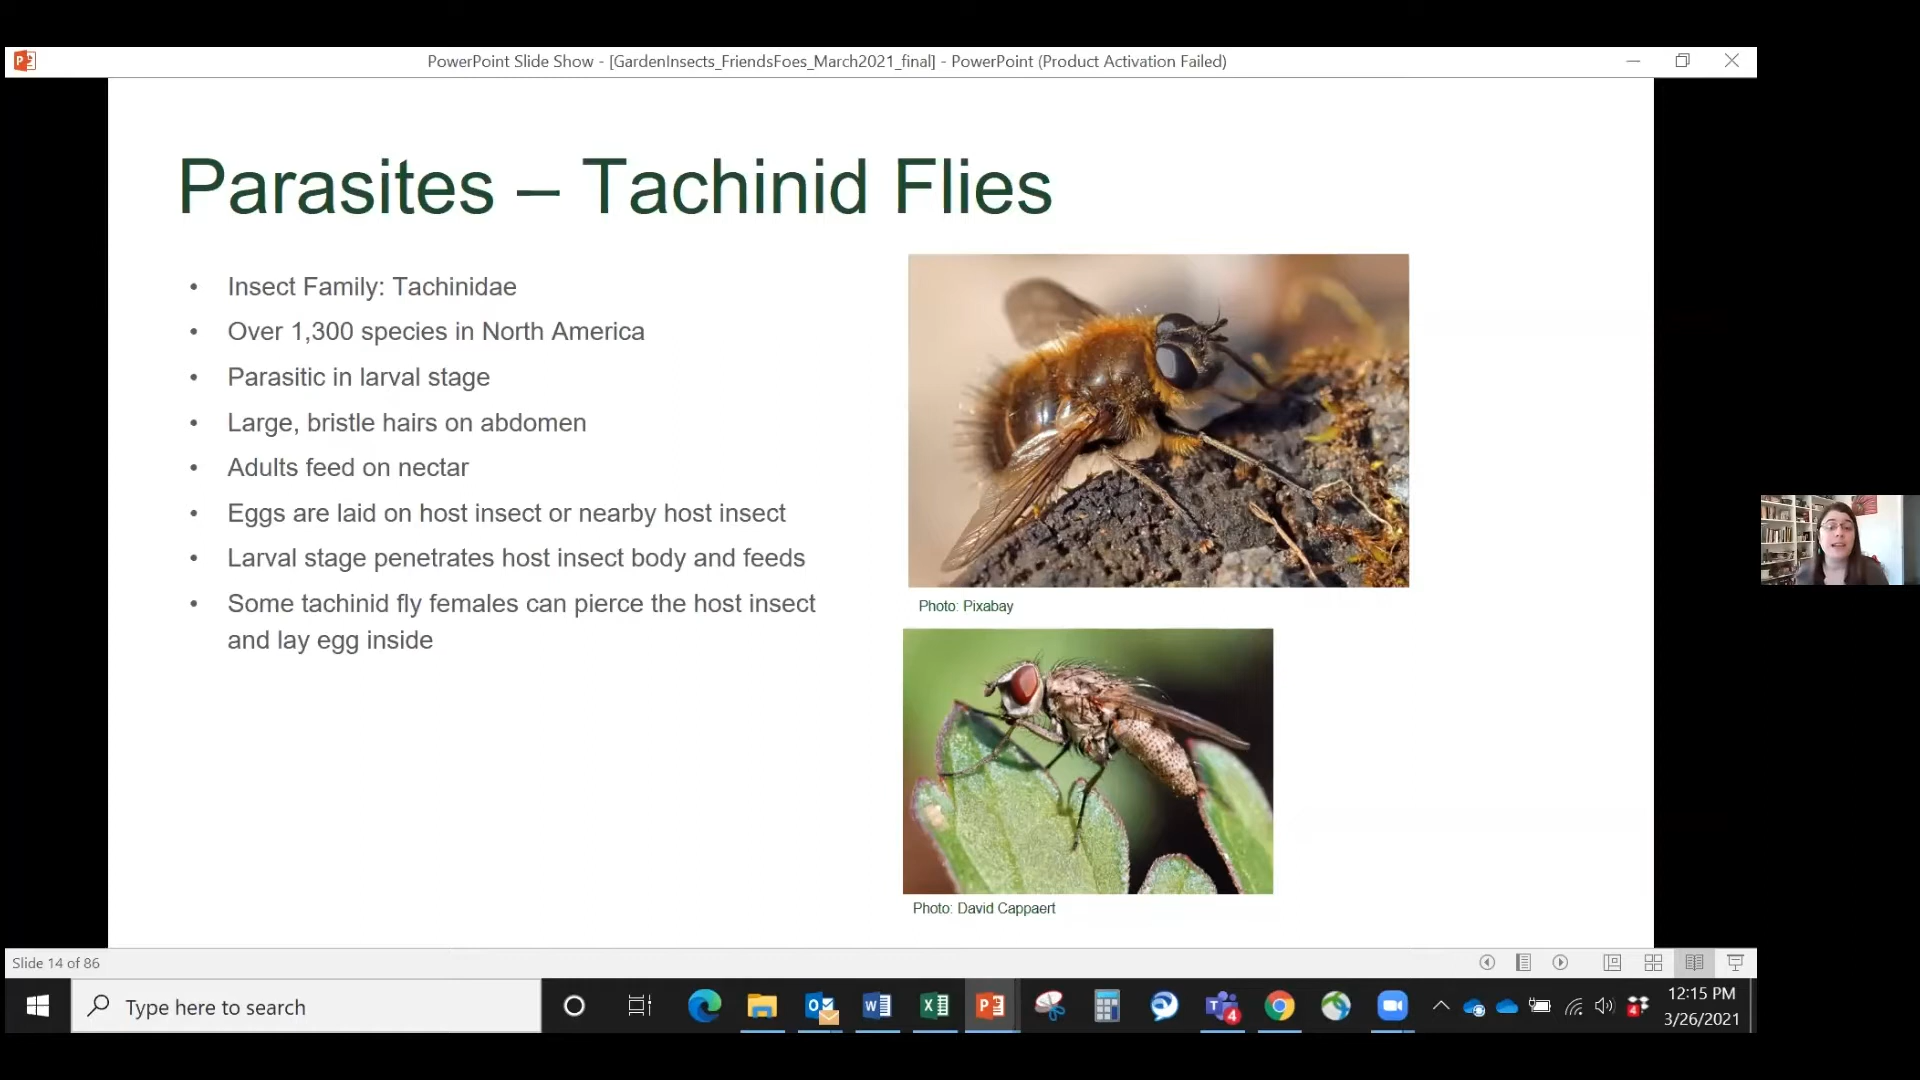 PowerPoint Slide Show - [GardenInsects_FriendsFoes_March2021_final] - PowerPoint (Product Activation Failed)
Parasites – Tachinid Flies
• Insect Family: Tachinidae
• Over 1,300 species in North America
• Parasitic in larval stage
• Large, bristle hairs on abdomen
• Adults feed on nectar
• Eggs are laid on host insect or nearby host insect
• Larval stage penetrates host insect body and feeds
• Some tachinid fly females can pierce the host insect
and lay egg inside
Photo: Pixabay
Photo: David Cappaert
Slide 14 of 86
Type here to search
4
4
12:15 PM
3/26/2021